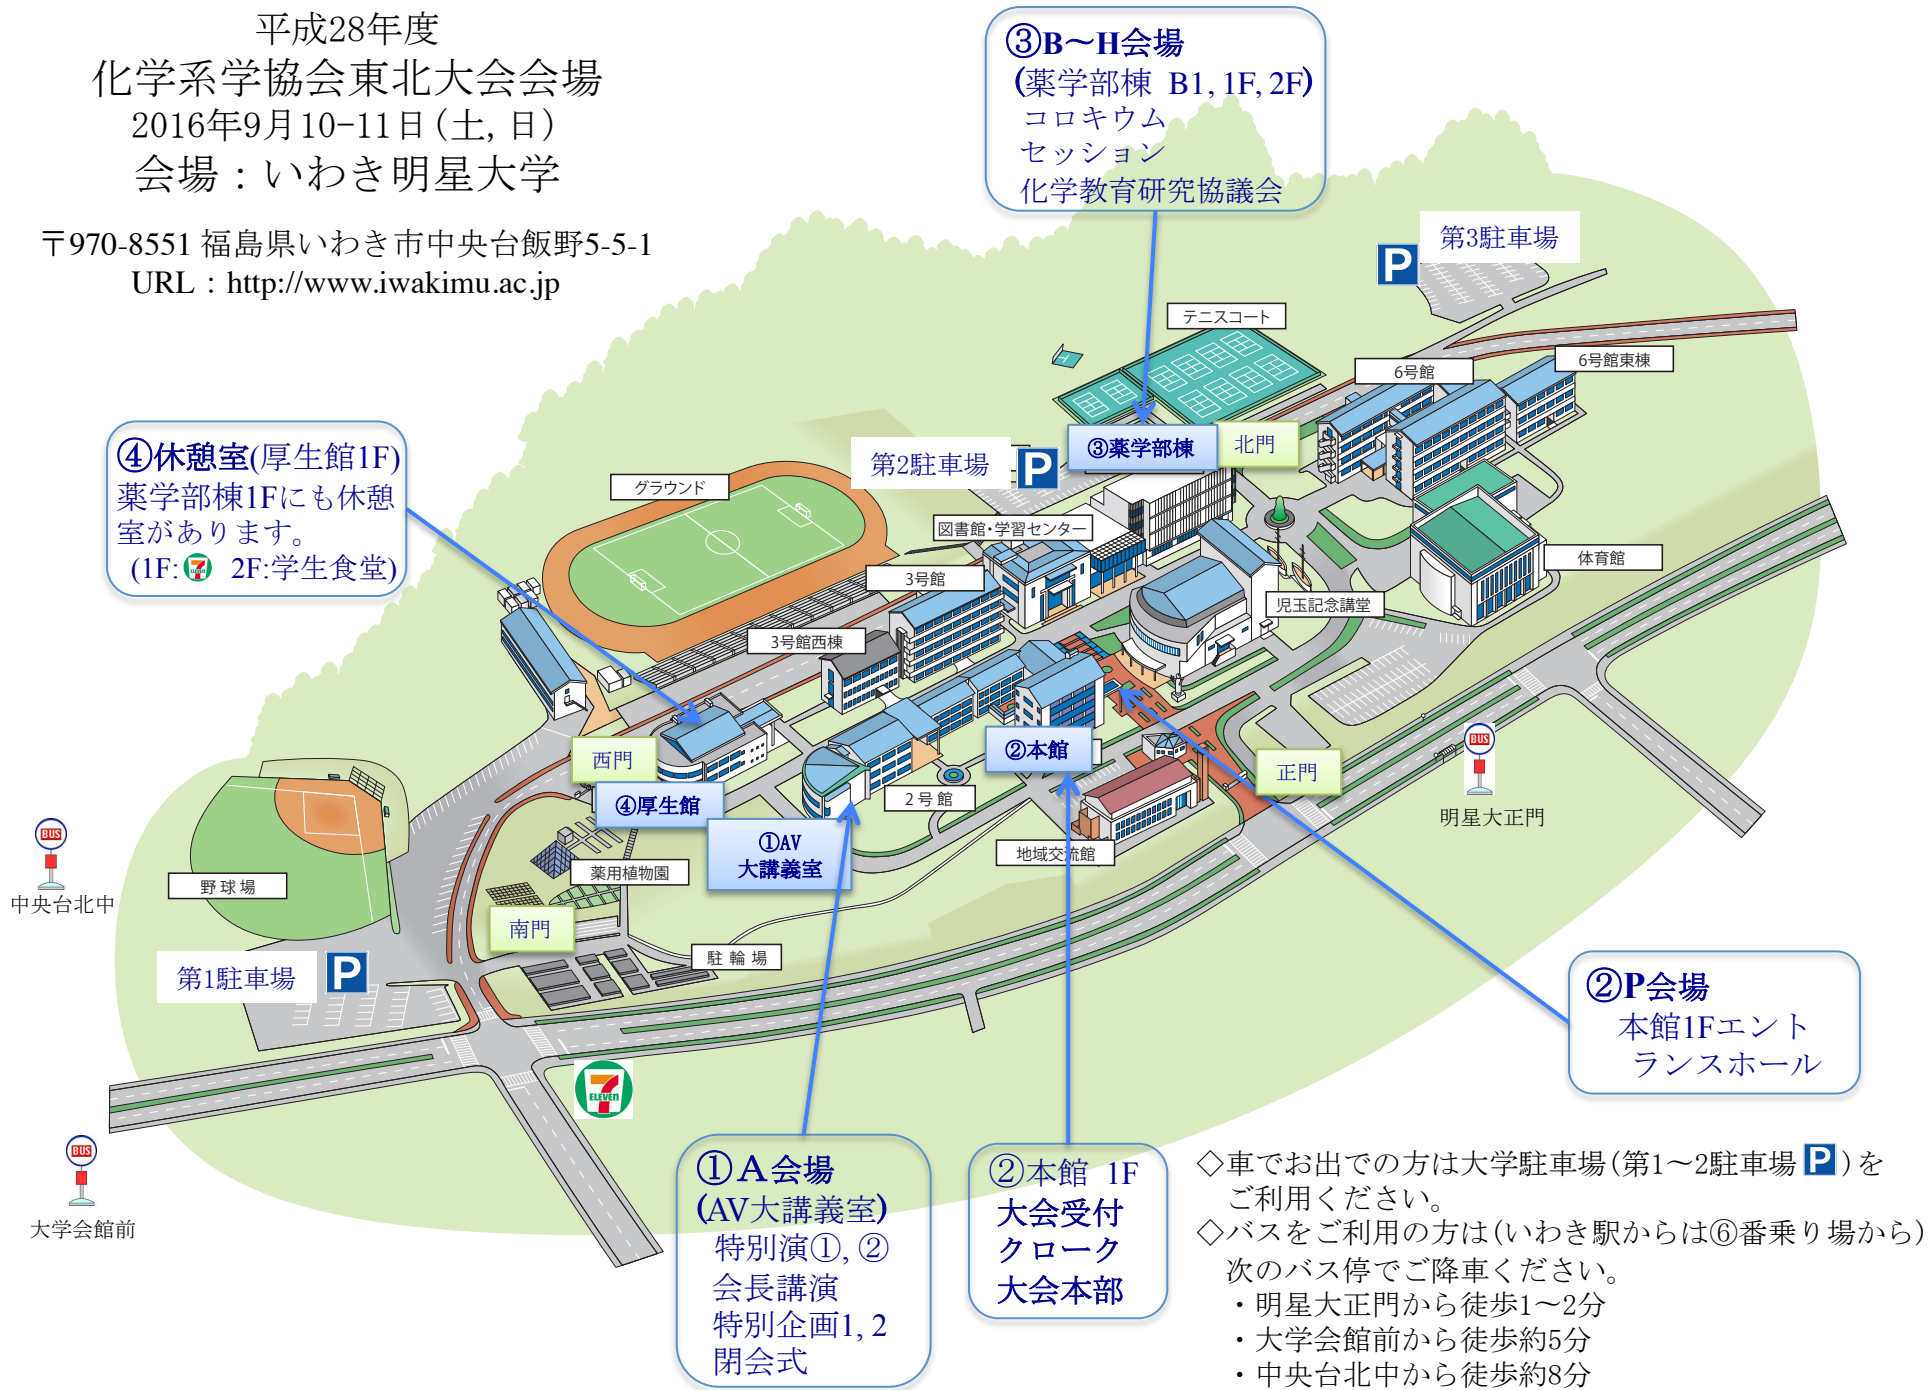 平成28年度
化学系学協会東北大会会場
2016年9月10-11日(土,日)
会場：いわき明星大学
〒970-8551 福島県いわき市中央台飯野5-5-1
URL：http://www.iwakimu.ac.jp
③B～H会場
(薬学部棟 B1, 1F, 2F)
コロキウム
セッション
化学教育研究協議会
第3駐車場
P
テニスコート
6号館東棟
6号館
④休憩室(厚生館1F)
薬学部棟1Fにも休憩
室があります。
(1F: 7 ELEVEN 2F:学生食堂)
③薬学部棟
北門
第2駐車場
P
グラウンド
図書館・学習センター
体育館
3号館
児玉記念講堂
3号館西棟
西門
②本館
正門
BUS
明星大正門
④厚生館
2号館
①AV
大講義室
地域交流館
BUS
中央台北中
野球場
薬用植物園
南門
駐輪場
第1駐車場
P
②P会場
本館1Fエント
ランスホール
7 ELEVEN
BUS
大学会館前
①A会場
(AV大講義室)
特別演①, ②
会長講演
特別企画1, 2
閉会式
②本館 1F
大会受付
クローク
大会本部
◇車でお出での方は大学駐車場(第1～2駐車場P)を
ご利用ください。
◇バスをご利用の方は(いわき駅からは⑥番乗り場から)
次のバス停でご降車ください。
・明星大正門から徒歩1～2分
・大学会館前から徒歩約5分
・中央台北中から徒歩約8分